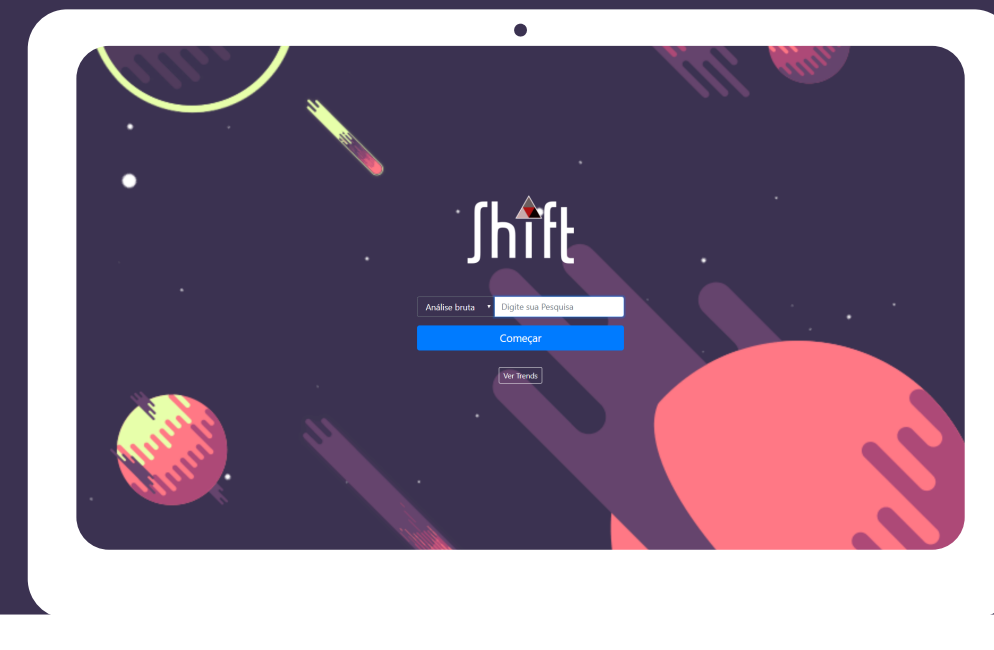 Shift
Análise bruta
Digite sua Pesquisa
Começar
Ver Trends